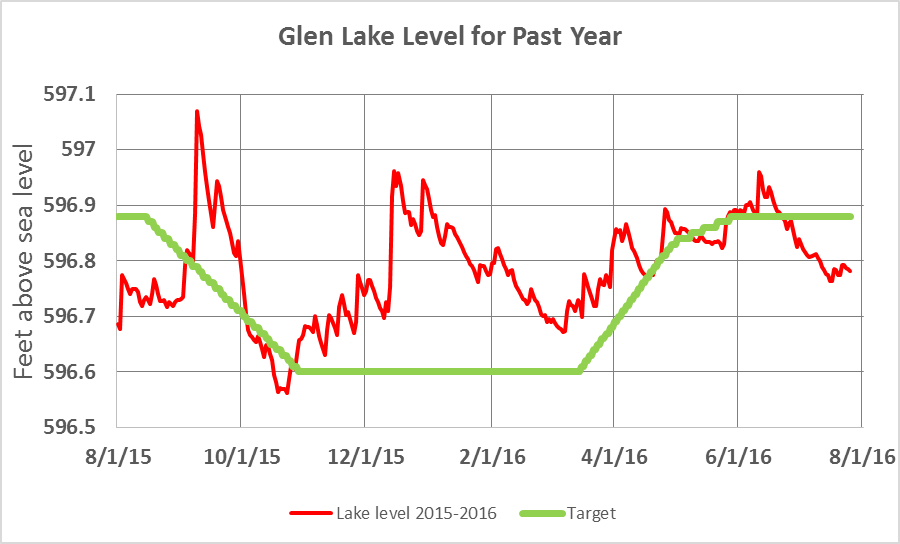 Glen Lake Level for Past Year
Feet above sea level
597.1
597
596.9
596.8
596.7
596.6
596.5
8/1/15 10/1/15 12/1/15 2/1/16 4/1/16 6/1/16 8/1/16
Lake level 2015-2016 Target